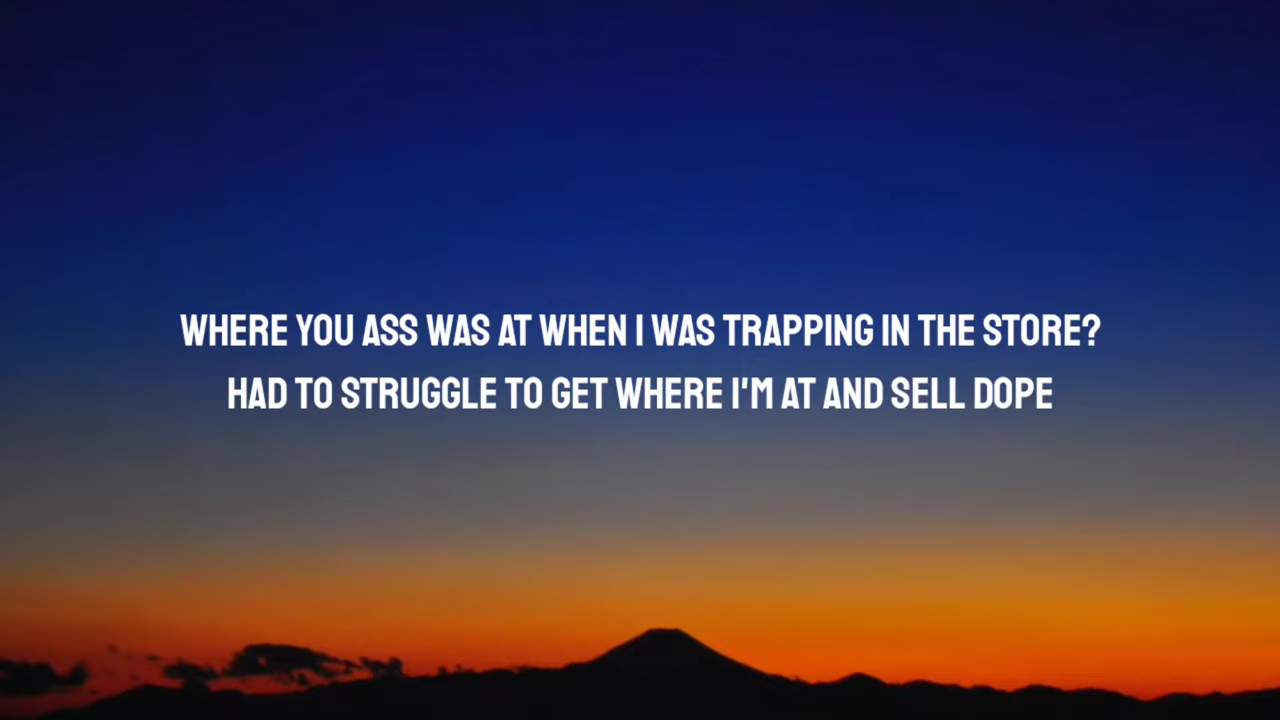 WHERE YOU ASS WAS AT WHEN I WAS TRAPPING IN THE STORE?
HAD TO STRUGGLE TO GET WHERE I'M AT AND SELL DOPE